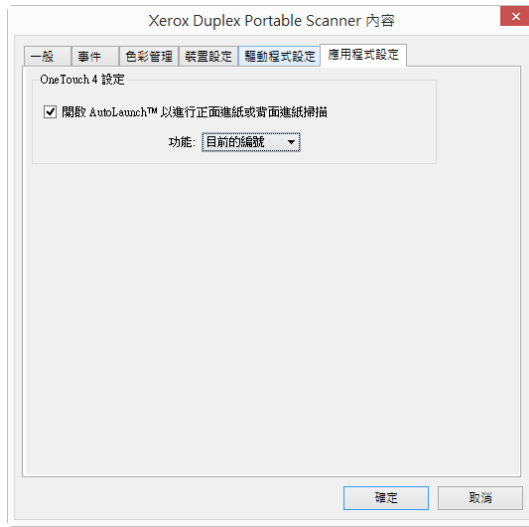 Xerox Duplex Portable Scanner 內容
一般 事件 色彩管理 裝置設定 驅動程式設定 應用程式設定
OneTouch 4 設定
開啟 AutoLaunch™ 以進行正面進紙或背面進紙掃描
功能: 目前的編號
確定 取消